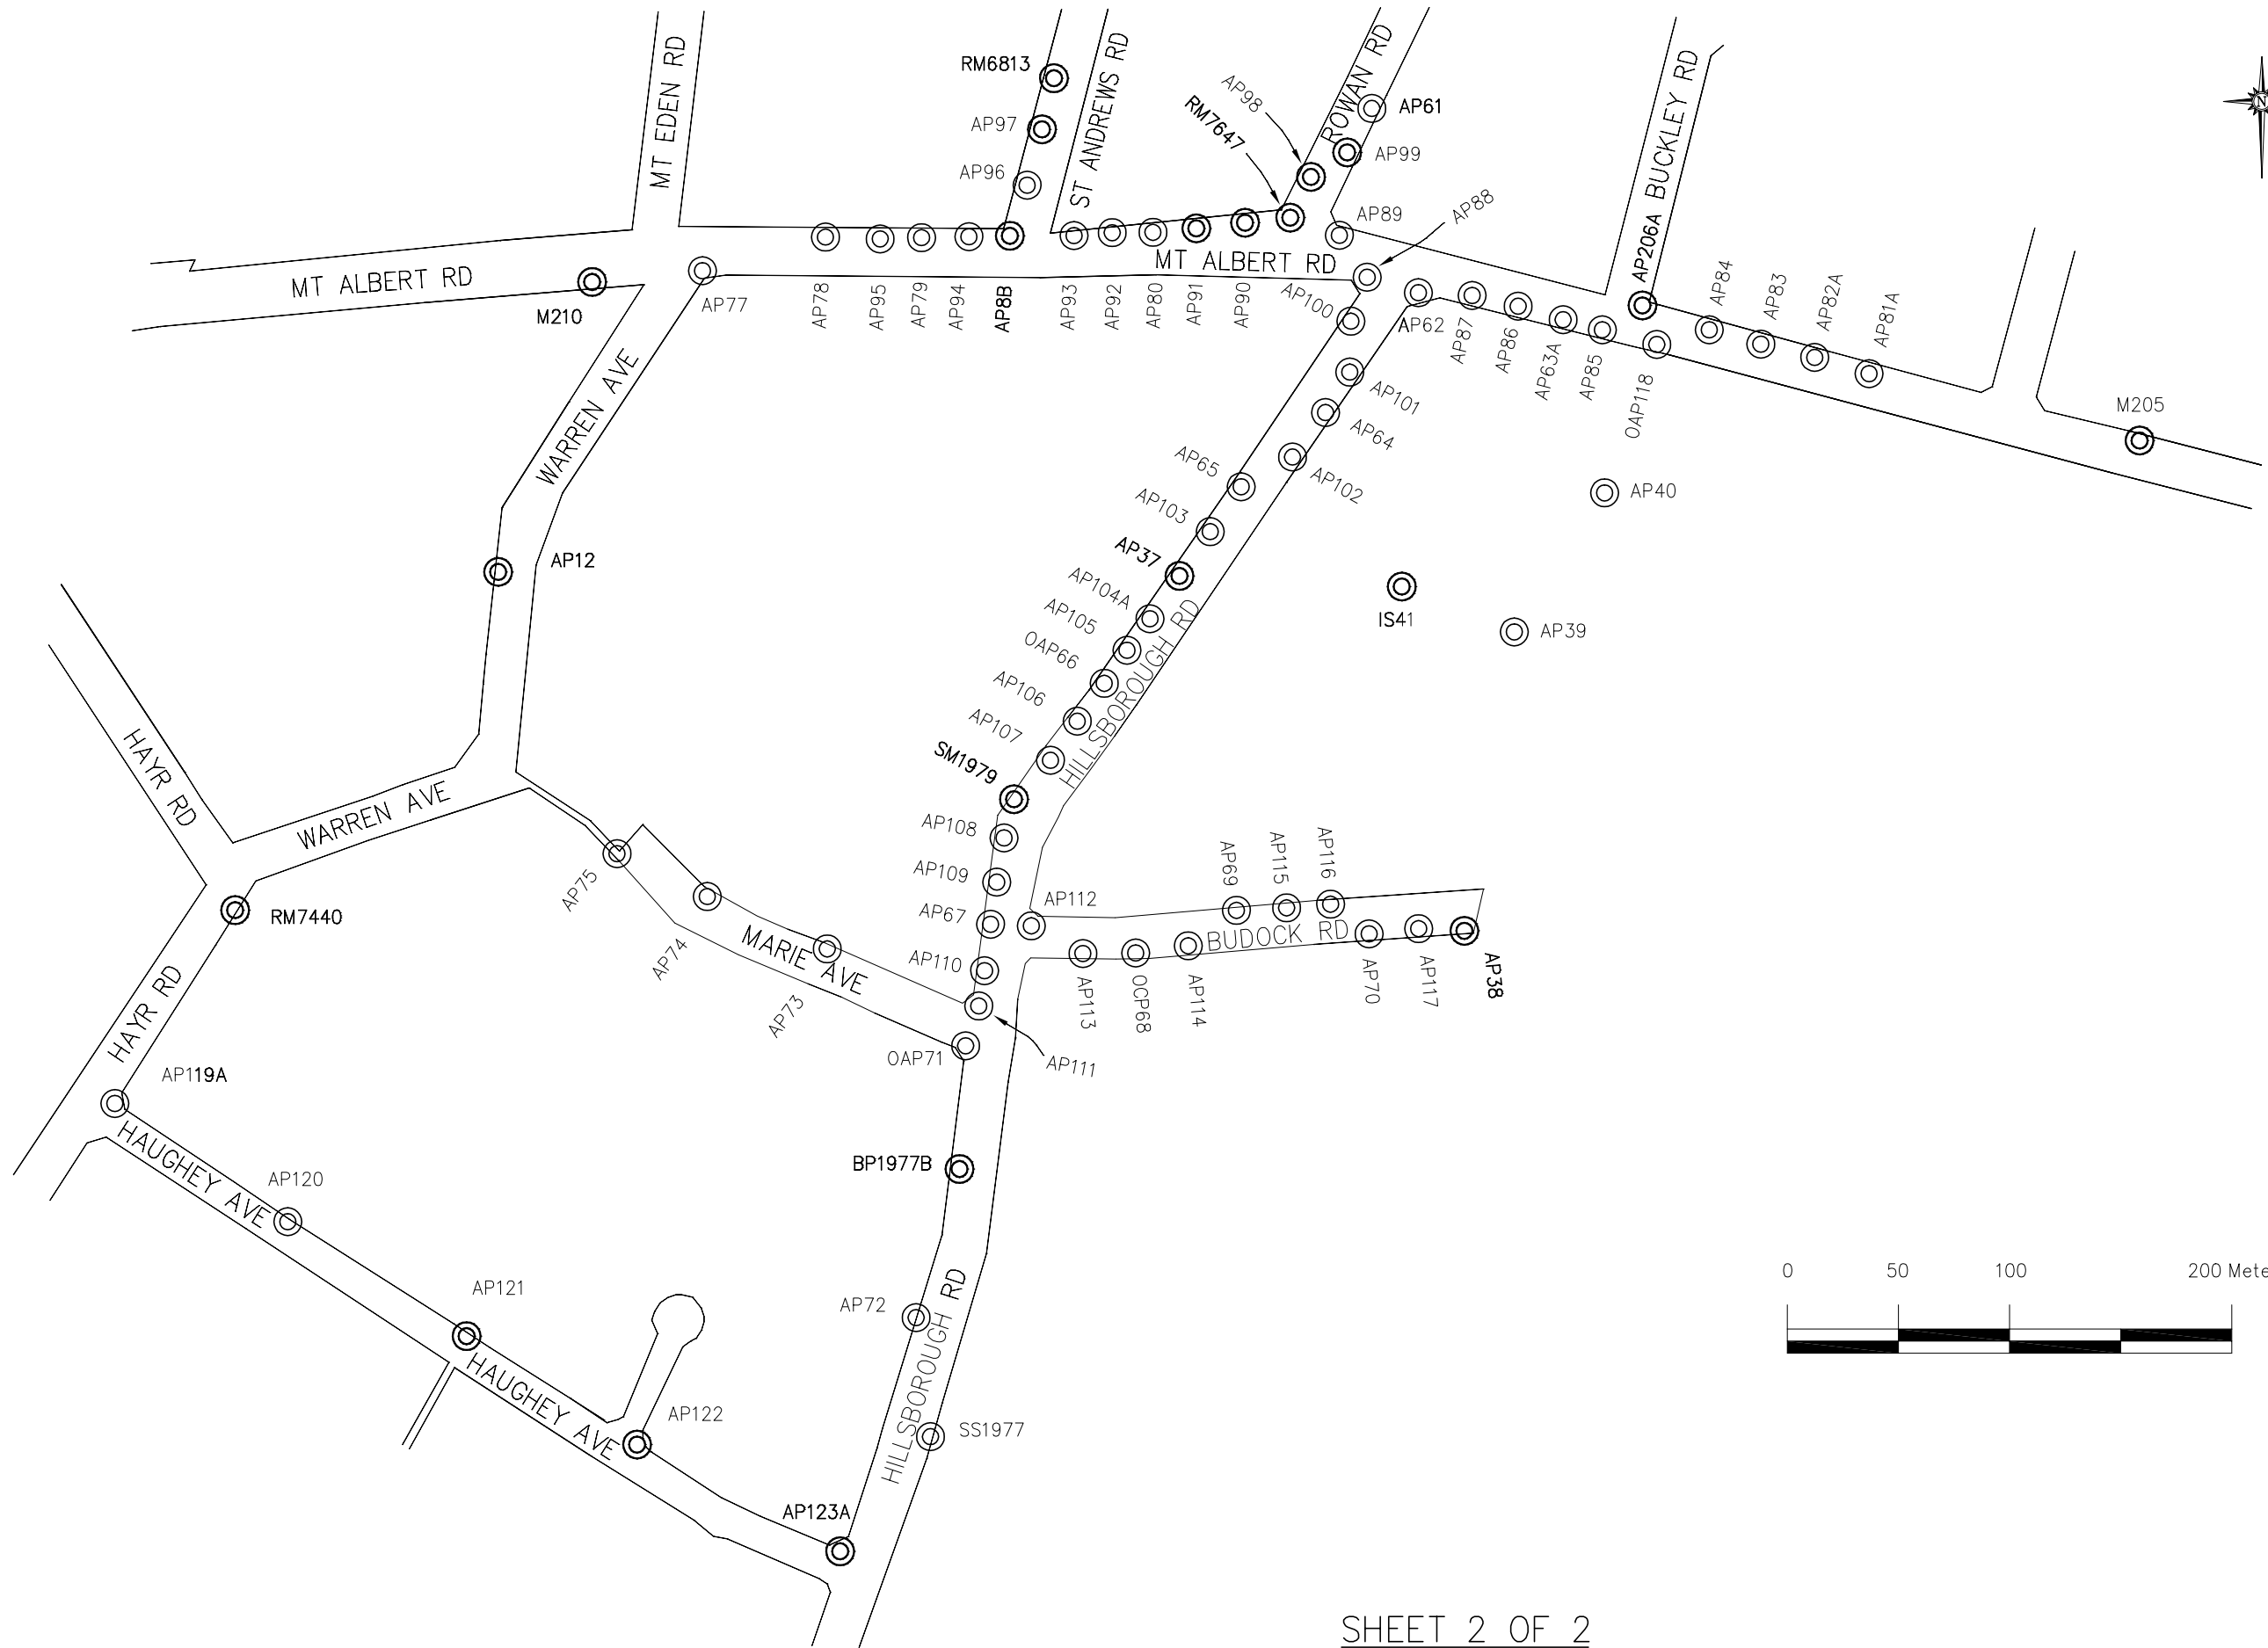 MT EDEN RD
RM6813
AP97
AP96
ST ANDREWS RD
AP98
RM7647
ROWAN RD
AP61
AP99
AP89
AP88
AP206A
BUCKLEY RD
N
MT ALBERT RD
M210
AP77
AP78
AP95
AP79
AP94
AP8B
AP93
AP92
AP80
AP91
AP90
MT ALBERT RD
AP100
AP62
AP87
AP86
AP63A
AP85
OAP118
AP84
AP83
AP82A
AP81A
M205
WARREN AVE
AP101
AP64
AP65
AP102
AP103
AP40
AP12
AP37
IS41
AP39
AP104A
AP105
OAP66
AP106
AP107
HILLSBOROUGH RD
SM1979
HAYR RD
WARREN AVE
AP108
AP109
AP67
AP110
AP112
AP69
AP115
AP116
BUDOCK RD
AP113
OCP68
AP114
AP70
AP117
AP38
AP75
RM7440
AP74
MARIE AVE
AP73
HAYR RD
OAP71
AP111
AP119A
HAUGHEY AVE
AP120
BP1977B
AP121
AP72
HILLSBOROUGH RD
HAUGHEY AVE
AP122
SS1977
AP123A
0 50 100 200 Mete
SHEET 2 OF 2